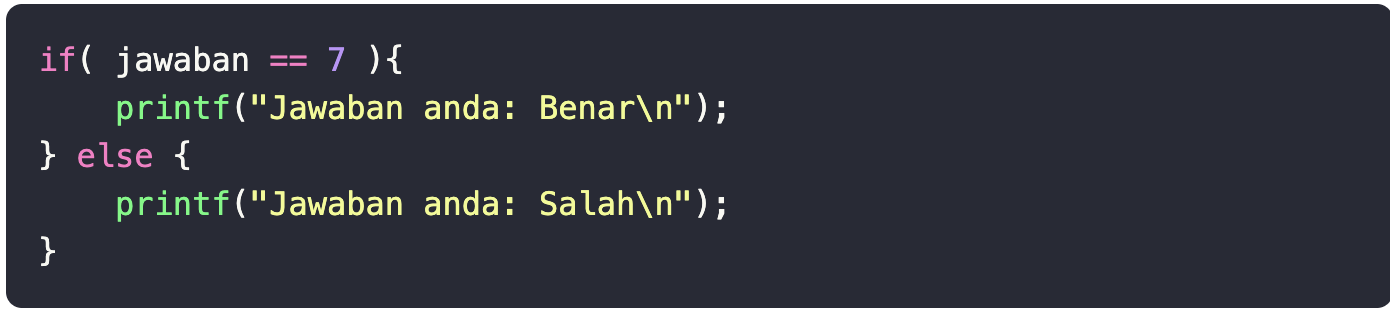 if( jawaban == 7 ){
    printf("Jawaban anda: Benar\n");
} else {
    printf("Jawaban anda: Salah\n");
}